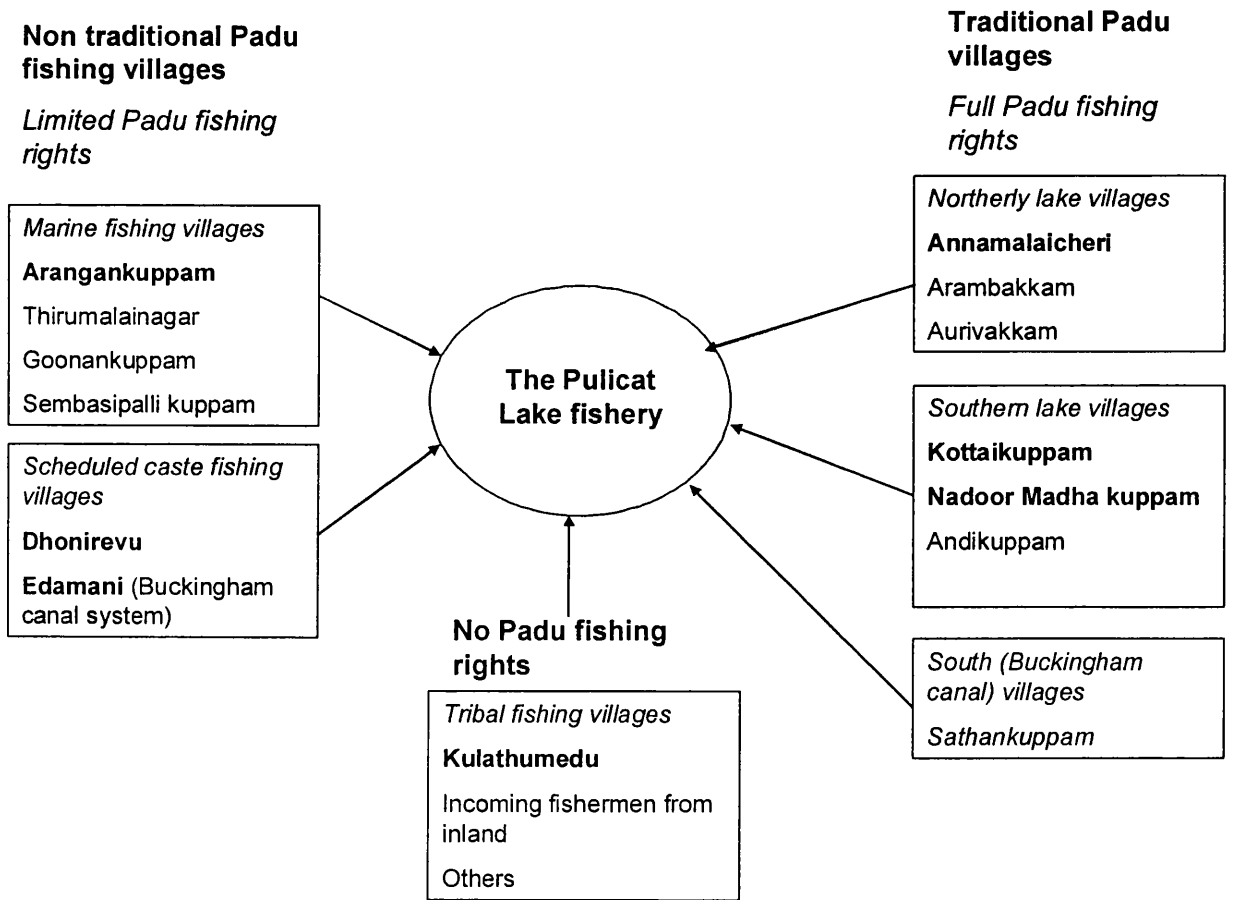 Non traditional Padu
fishing villages
Limited Padu fishing
rights
Marine fishing villages
Arangankuppam
Thirumalainagar
Goonankuppam
Sembasipalli kuppam
Scheduled caste fishing
villages
Dhonirevu
Edamani (Buckingham
canal system)
The Pulicat
Lake fishery
No Padu fishing
rights
Tribal fishing villages
Kulathumedu
Incoming fishermen from
inland
Others
Traditional Padu
villages
Full Padu fishing
rights
Northerly lake villages
Annamalaicheri
Arambakkam
Aurivakkam
Southern lake villages
Kottaikuppam
Nadoor Madha kuppam
Andikuppam
South (Buckingham
canal) villages
Sathankuppam